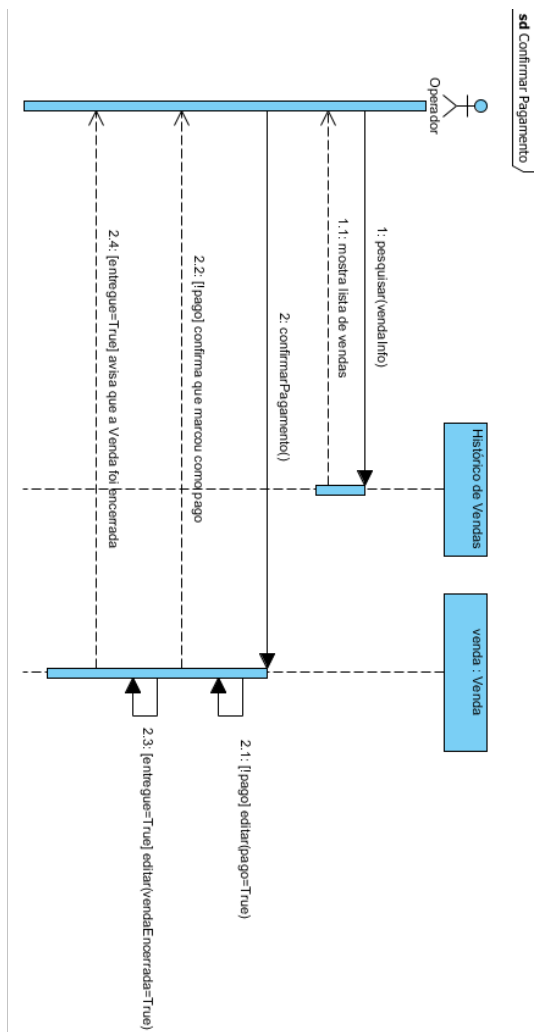 sd Confirmar Pagamento
Operador
Histórico de Vendas
venda : Venda
1: pesquisar(vendaInfo)
1.1: mostra lista de vendas
2: confirmarPagamento()
2.1: [!pago] editar(pago=True)
2.2: [!pago] confirma que marcou como pago
2.3: [entregue=True] editar(vendaEncerrada=True)
2.4: [entregue=True] avisa que a Venda foi encerrada